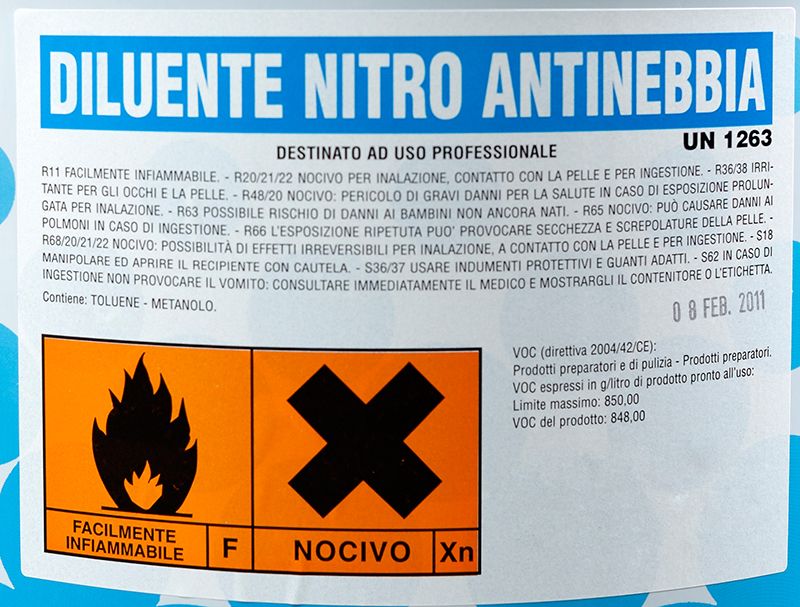 DILUENTE NITRO ANTINEBBIA
UN 1263
DESTINATO AD USO PROFESSIONALE
R11 FACILMENTE INFIAMMABILE. - R20/21/22 NOCIVO PER INALAZIONE, CONTATTO CON LA PELLE E PER INGESTIONE. - R36/38 IRRI-
TANTE PER GLI OCCHI E LA PELLE. - R48/20 NOCIVO: PERICOLO DI GRAVI DANNI PER LA SALUTE IN CASO DI ESPOSIZIONE PROLUN-
GATA PER INALAZIONE. - R63 POSSIBILE RISCHIO DI DANNI AI BAMBINI NON ANCORA NATI. - R65 NOCIVO: PUÒ CAUSARE DANNI AI
POLMONI IN CASO DI INGESTIONE. - R66 L'ESPOSIZIONE RIPETUTA PUO' PROVOCARE SECCHEZZA E SCREPOLATURE DELLA PELLE. -
R68/20/21/22 NOCIVO: POSSIBILITÀ DI EFFETTI IRREVERSIBILI PER INALAZIONE, A CONTATTO CON LA PELLE E PER INGESTIONE. - S18
MANIPOLARE ED APRIRE IL RECIPIENTE CON CAUTELA. - S36/37 USARE INDUMENTI PROTETTIVI E GUANTI ADATTI. - S62 IN CASO DI
INGESTIONE NON PROVOCARE IL VOMITO: CONSULTARE IMMEDIATAMENTE IL MEDICO E MOSTRARGLI IL CONTENITORE O L'ETICHETTA.
Contiene: TOLUENE - METANOLO.
08 FEB. 2011
VOC (direttiva 2004/42/CE):
Prodotti preparatori e di pulizia - Prodotti preparatori.
VOC espressi in g/litro di prodotto pronto all'uso:
Limite massimo: 850,00
VOC del prodotto: 848,00
FACILMENTE
INFIAMMABILE
F
NOCIVO
Xn